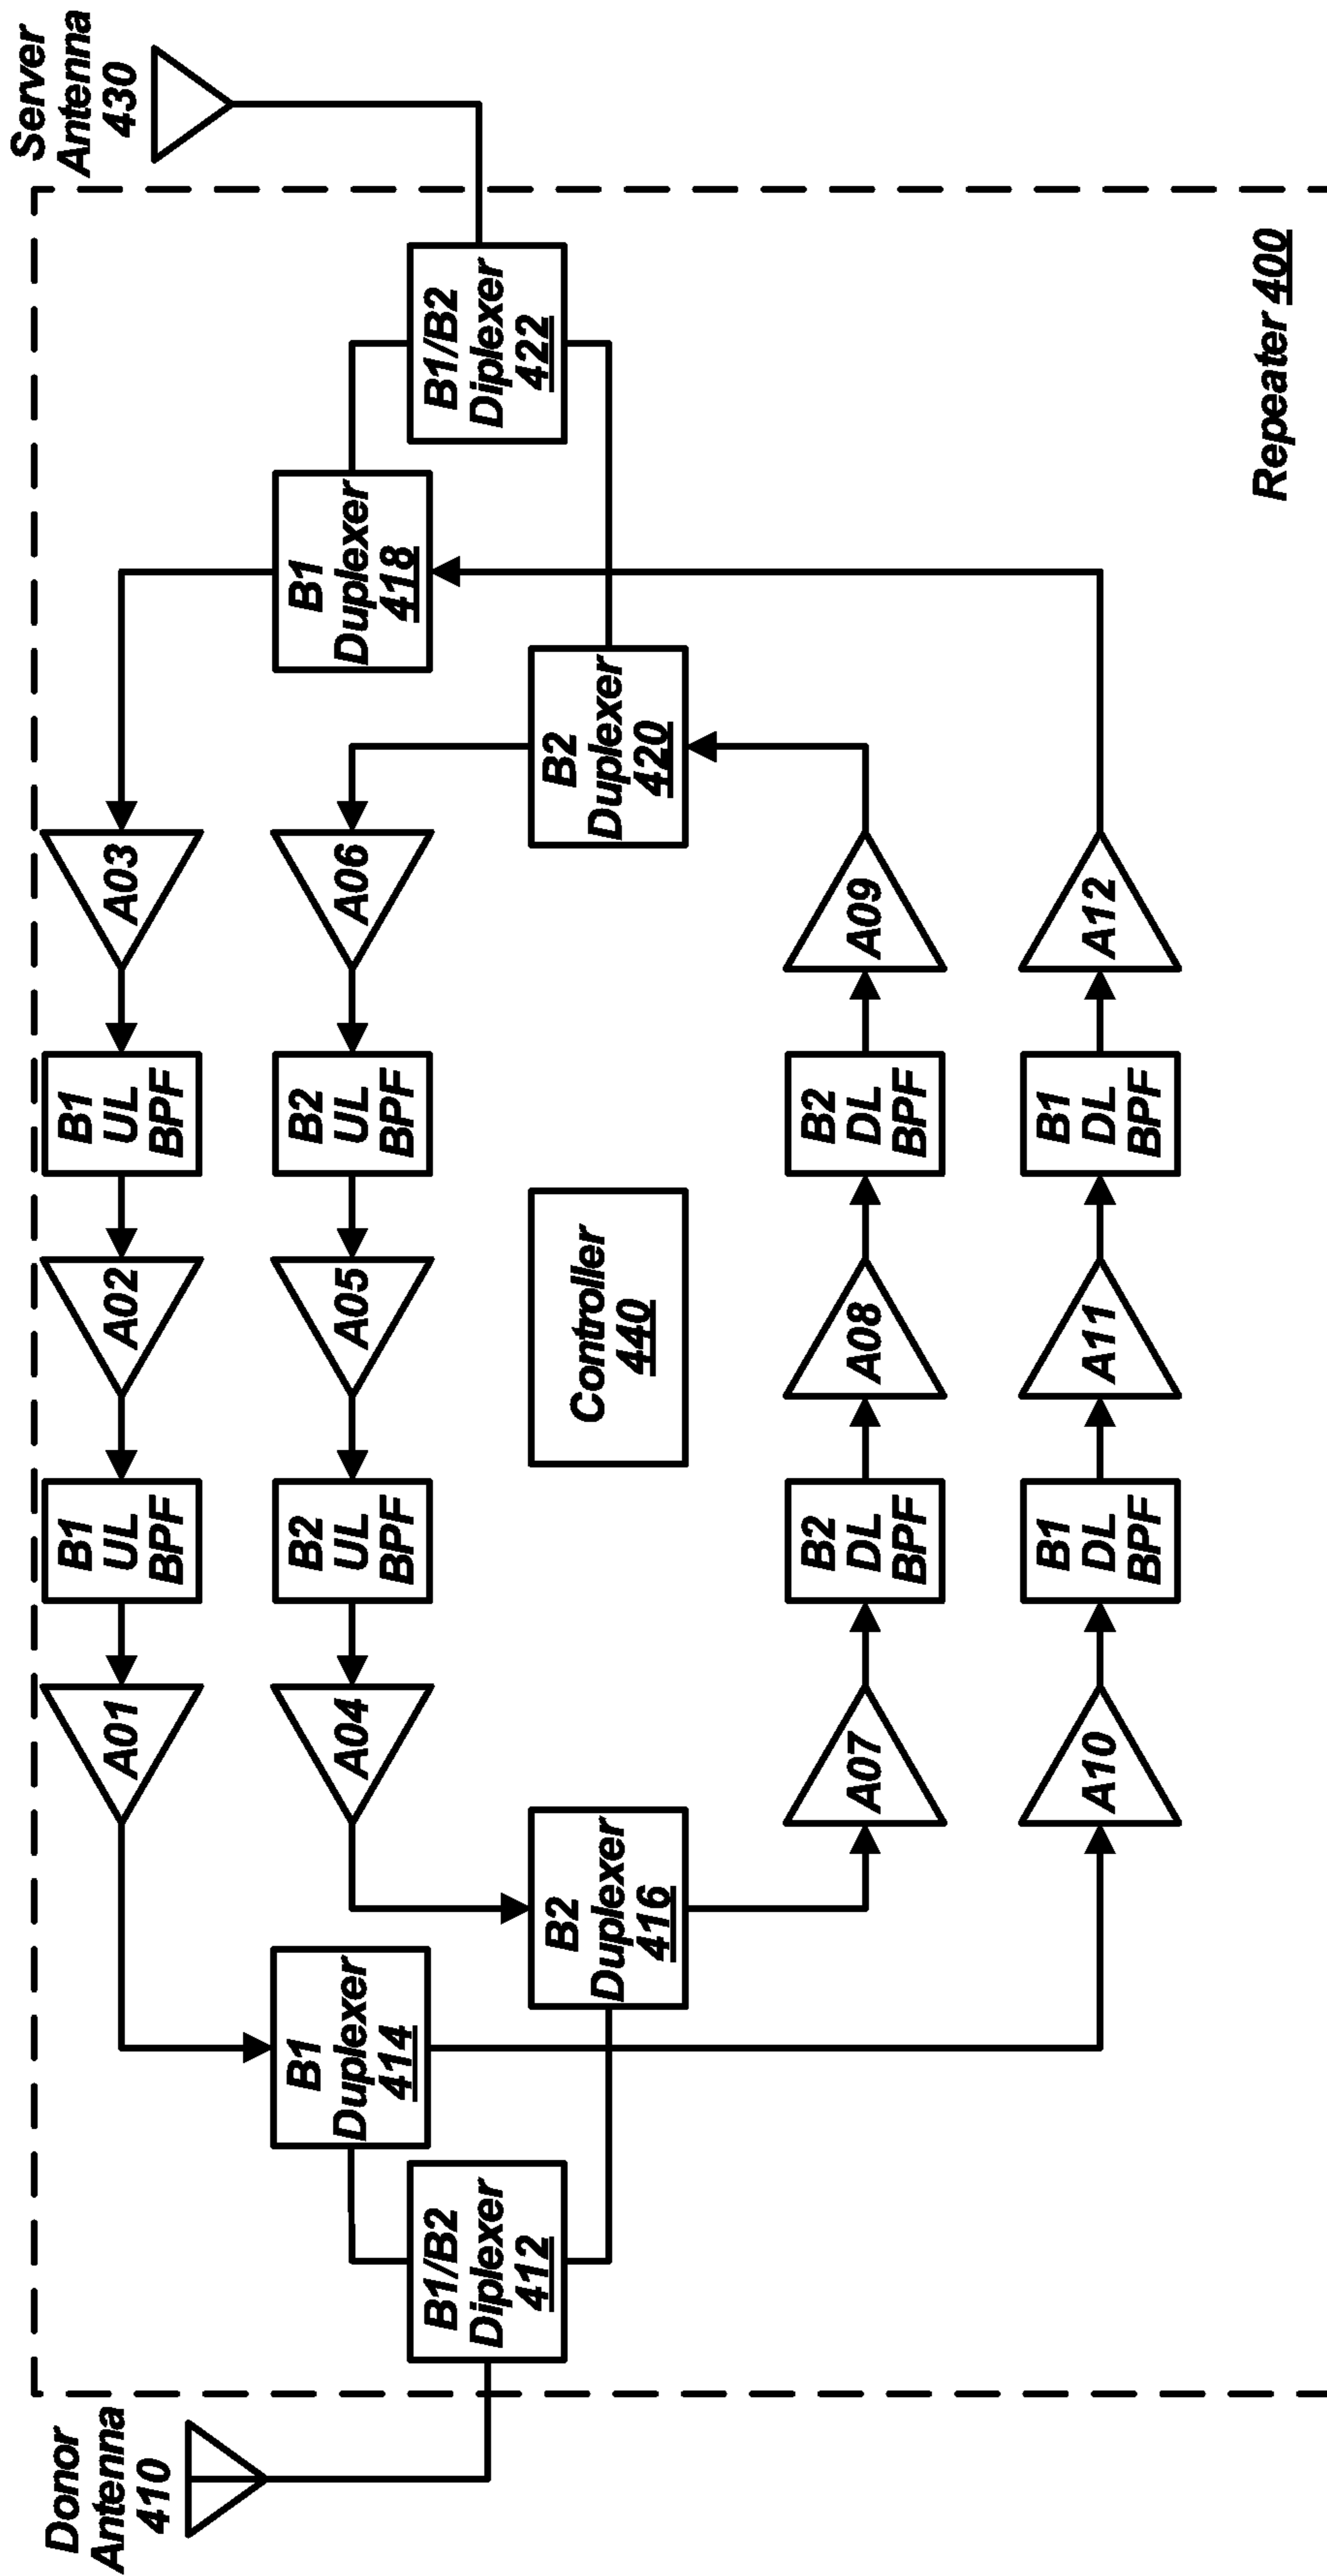 Donor
Antenna
410
Server
Antenna
430
A01
B1
UL
BPF
A02
B1
UL
BPF
A03
A04
B2
UL
BPF
A05
B2
UL
BPF
A06
B1
Duplexer
414
B1
Duplexer
418
B1/B2
Diplexer
412
B1/B2
Diplexer
422
B2
Duplexer
416
Controller
440
B2
Duplexer
420
A07
B2
DL
BPF
A08
B2
DL
BPF
A09
A10
B1
DL
BPF
A11
B1
DL
BPF
A12
Repeater 400